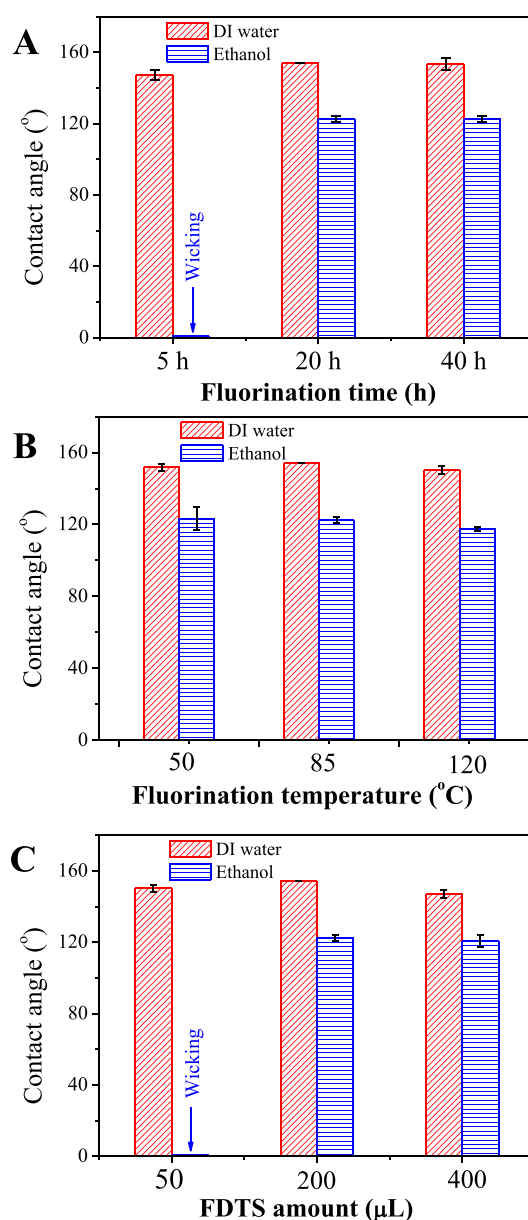 A
DI water
Ethanol
160
120
80
40
0
Contact angle (°)
Wicking
5 h
20 h
40 h
Fluorination time (h)
B
DI water
Ethanol
160
120
80
40
0
Contact angle (°)
50
85
120
Fluorination temperature (°C)
C
DI water
Ethanol
160
120
80
40
0
Contact angle (°)
Wicking
50
200
400
FDTS amount (μL)